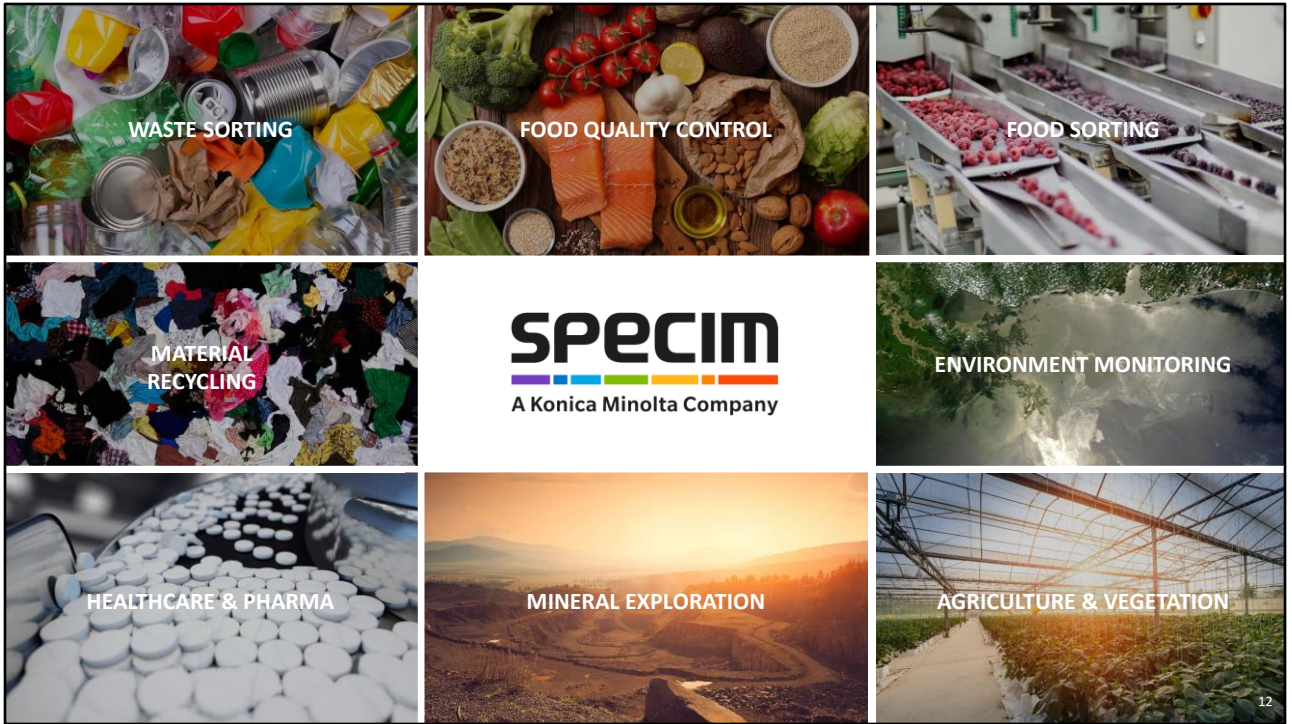 WASTE SORTING
FOOD QUALITY CONTROL
FOOD SORTING
MATERIAL
RECYCLING
SPECIM
A Konica Minolta Company
ENVIRONMENT MONITORING
HEALTHCARE & PHARMA
MINERAL EXPLORATION
AGRICULTURE & VEGETATION
12